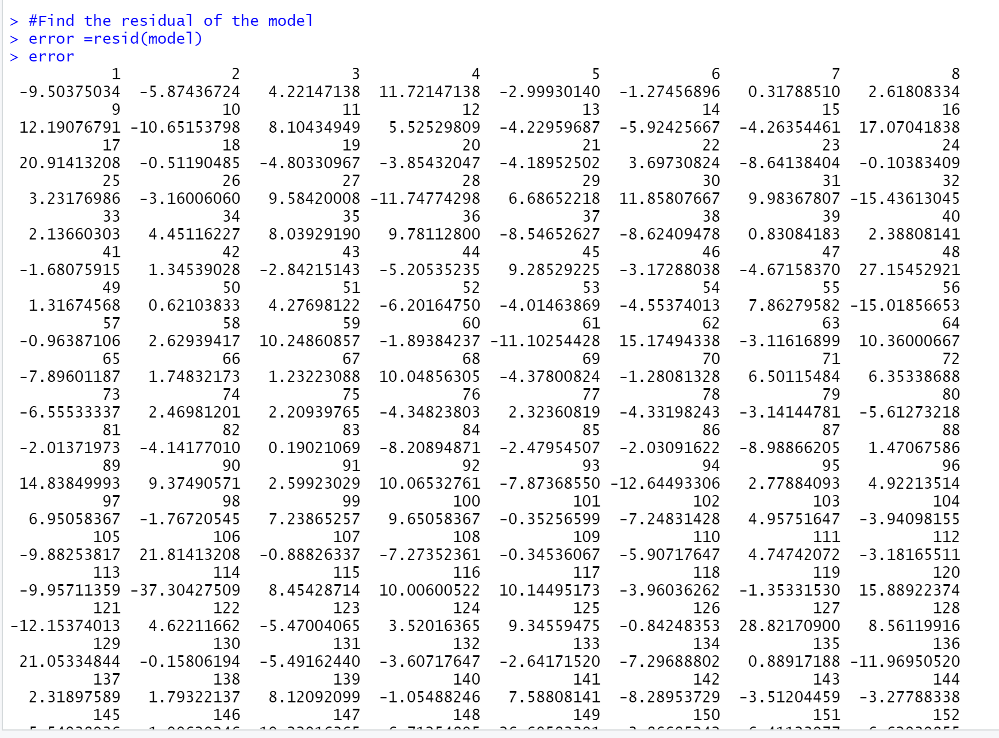 > #Find the residual of the model
> error =resid(model)
> error
1 2 3 4 5 6 7 8
-9.50375034 -5.87436724 4.22147138 11.72147138 -2.99930140 -1.27456896 0.31788510 2.61808334
9 10 11 12 13 14 15 16
12.19076791 -10.65153798 8.10434949 5.52529809 -4.22959687 -5.92425667 -4.26354461 17.07041838
17 18 19 20 21 22 23 24
20.91413208 -0.51190485 -4.80330967 -3.85432047 -4.18952502 3.69730824 -8.64138404 -0.10383409
25 26 27 28 29 30 31 32
3.23176986 -3.16006060 9.58420008 -11.74774298 6.68652218 11.85807667 9.98367807 -15.43613045
33 34 35 36 37 38 39 40
2.13660303 4.45116227 8.03929190 9.78112800 -8.54652627 -8.62409478 0.83084183 2.38808141
41 42 43 44 45 46 47 48
-1.68075915 1.34539028 -2.84215143 -5.20535235 9.28529225 -3.17288038 -4.67158370 27.15452921
49 50 51 52 53 54 55 56
1.31674568 0.62103833 4.27698122 -6.20164750 -4.01463869 -4.55374013 7.86279582 -15.01856653
57 58 59 60 61 62 63 64
-0.96387106 2.62939417 10.24860857 -1.89384237 -11.10254428 15.17494338 -3.11616899 10.36000667
65 66 67 68 69 70 71 72
-7.89601187 1.74832173 1.23223088 10.04856305 -4.37800824 -1.28081328 6.50115484 6.35338688
73 74 75 76 77 78 79 80
-6.55533337 2.46981201 2.20939765 -4.34823803 2.32360819 -4.33198243 -3.14144781 -5.61273218
81 82 83 84 85 86 87 88
-2.01371973 -4.14177010 0.19021069 -8.20894871 -2.47954507 -2.03091622 -8.98866205 1.47067586
89 90 91 92 93 94 95 96
14.83849993 9.37490571 2.59923029 10.06532761 -7.87368550 -12.64493306 2.77884093 4.92213514
97 98 99 100 101 102 103 104
6.95058367 -1.76720545 7.23865257 9.65058367 -0.35256599 -7.24831428 4.95751647 -3.94098155
105 106 107 108 109 110 111 112
-9.88253817 21.81413208 -0.88826337 -7.27352361 -0.34536067 -5.90717647 4.74742072 -3.18165511
113 114 115 116 117 118 119 120
-9.95711359 -37.30427509 8.45428714 10.00600522 10.14495173 -3.96036262 -1.35331530 15.88922374
121 122 123 124 125 126 127 128
-12.15374013 4.62211662 -5.47004065 3.52016365 9.34559475 -0.84248353 28.82170900 8.56119916
129 130 131 132 133 134 135 136
21.05334844 -0.15806194 -5.49162440 -3.60717647 -2.64171520 -7.29688802 0.88917188 -11.96950520
137 138 139 140 141 142 143 144
2.31897589 1.79322137 8.12092099 -1.05488246 7.58808141 -8.28953729 -3.51204459 -3.27788338
145 146 147 148 149 150 151 152